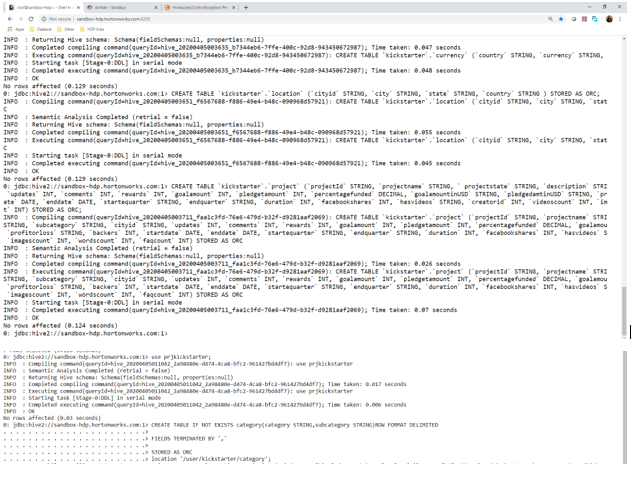 root@sandbox-hdp:~ - Shell In
Ambari - Sandbox
HiveAccessControlException Pe
Not secure | sandbox-hdp.hortonworks.com:4200
Apps Galaxy Outlook Other HDP links
INFO : Returning Hive schema: Schema(fieldSchemas:null, properties:null)
INFO : Completed compiling command(queryId=hive_20200405003635_b7344eb6-7ffe-400c-92d8-943450672987); Time taken: 0.047 seconds
INFO : Executing command(queryId=hive_20200405003635_b7344eb6-7ffe-400c-92d8-943450672987): CREATE TABLE `kickstarter`.`currency` (`country` STRING, `currency` STRING,
INFO : Starting task [Stage-0:DDL] in serial mode
INFO : Completed executing command(queryId=hive_20200405003635_b7344eb6-7ffe-400c-92d8-943450672987); Time taken: 0.048 seconds
INFO : OK
No rows affected (0.129 seconds)
0: jdbc:hive2://sandbox-hdp.hortonworks.com:1> CREATE TABLE `kickstarter`.`location` (`cityid` STRING, `city` STRING, `state` STRING, `country` STRING ) STORED AS ORC;
INFO : Compiling command(queryId=hive_20200405003651_f6567688-f886-49e4-b48c-090968d57921): CREATE TABLE `kickstarter`.`location` (`cityid` STRING, `city` STRING, `stat
C
INFO : Semantic Analysis Completed (retrial = false)
INFO : Returning Hive schema: Schema(fieldSchemas:null, properties:null)
INFO : Completed compiling command(queryId=hive_20200405003651_f6567688-f886-49e4-b48c-090968d57921); Time taken: 0.055 seconds
INFO : Executing command(queryId=hive_20200405003651_f6567688-f886-49e4-b48c-090968d57921): CREATE TABLE `kickstarter`.`location` (`cityid` STRING, `city` STRING, `stat
C
INFO : Starting task [Stage-0:DDL] in serial mode
INFO : Completed executing command(queryId=hive_20200405003651_f6567688-f886-49e4-b48c-090968d57921); Time taken: 0.045 seconds
INFO : OK
No rows affected (0.129 seconds)
0: jdbc:hive2://sandbox-hdp.hortonworks.com:1> CREATE TABLE `kickstarter`.`project` (`projectId` STRING, `projectname` STRING, ` projectstate` STRING, `description` STRI
`updates` INT, `comments` INT, `rewards` INT, `goalamount` INT, `pledgetamount` INT, `percentagefunded` DECIMAL, `goalamountinUSD` STRING, `pledgedamtinUSD` STRING, `pr
ate` DATE, `enddate` DATE, `startequarter` STRING, `endquarter` STRING, `duration` INT, `facebookshares` INT, `hasvideos` STRING, `creatorid` INT, `videoscount` INT, `im
t` INT) STORED AS ORC;
INFO : Compiling command(queryId=hive_20200405003711_faa1c3fd-76e6-479d-b32f-d9281aaf2069): CREATE TABLE `kickstarter`.`project` (`projectId` STRING, `projectname` STRI
STRING, `subcategory` STRING, `cityid` STRING, `updates` INT, `comments` INT, `rewards` INT, `goalamount` INT, `pledgetamount` INT, `percentagefunded` DECIMAL, `goalamou
`profitorloss` STRING, `backers` INT, `startdate` DATE, `enddate` DATE, `startequarter` STRING, `endquarter` STRING, `duration` INT, `facebookshares` INT, `hasvideos` S
`imagescount` INT, `wordscount` INT, `faqcount` INT) STORED AS ORC
INFO : Semantic Analysis Completed (retrial = false)
INFO : Returning Hive schema: Schema(fieldSchemas:null, properties:null)
INFO : Completed compiling command(queryId=hive_20200405003711_faa1c3fd-76e6-479d-b32f-d9281aaf2069); Time taken: 0.026 seconds
INFO : Executing command(queryId=hive_20200405003711_faa1c3fd-76e6-479d-b32f-d9281aaf2069): CREATE TABLE `kickstarter`.`project` (`projectId` STRING, `projectname` STRI
STRING, `subcategory` STRING, `cityid` STRING, `updates` INT, `comments` INT, `rewards` INT, `goalamount` INT, `pledgetamount` INT, `percentagefunded` DECIMAL, `goalamou
`profitorloss` STRING, `backers` INT, `startdate` DATE, `enddate` DATE, `startequarter` STRING, `endquarter` STRING, `duration` INT, `facebookshares` INT, `hasvideos` S
`imagescount` INT, `wordscount` INT, `faqcount` INT) STORED AS ORC
INFO : Starting task [Stage-0:DDL] in serial mode
INFO : Completed executing command(queryId=hive_20200405003711_faa1c3fd-76e6-479d-b32f-d9281aaf2069); Time taken: 0.07 seconds
INFO : OK
No rows affected (0.124 seconds)
0: jdbc:hive2://sandbox-hdp.hortonworks.com:1>
0: jdbc:hive2://sandbox-hdp.hortonworks.com:1> use prjkickstarter;
INFO : Compiling command(queryId=hive_20200405011042_2a98480e-d474-4ca8-bfc2-961427bd4df7): use prjkickstarter
INFO : Semantic Analysis Completed (retrial = false)
INFO : Returning Hive schema: Schema(fieldSchemas:null, properties:null)
INFO : Completed compiling command(queryId=hive_20200405011042_2a98480e-d474-4ca8-bfc2-961427bd4df7); Time taken: 0.017 seconds
INFO : Executing command(queryId=hive_20200405011042_2a98480e-d474-4ca8-bfc2-961427bd4df7): use prjkickstarter
INFO : Starting task [Stage-0:DDL] in serial mode
INFO : Completed executing command(queryId=hive_20200405011042_2a98480e-d474-4ca8-bfc2-961427bd4df7); Time taken: 0.006 seconds
INFO : OK
No rows affected (0.03 seconds)
0: jdbc:hive2://sandbox-hdp.hortonworks.com:1> CREATE TABLE IF NOT EXISTS category(category STRING,subcategory STRING)ROW FORMAT DELIMITED
. . . . . . . . . . . . . . . . . . . . . . .>
. . . . . . . . . . . . . . . . . . . . . . .> FIELDS TERMINATED BY ','
. . . . . . . . . . . . . . . . . . . . . . .>
. . . . . . . . . . . . . . . . . . . . . . .> STORED AS ORC
. . . . . . . . . . . . . . . . . . . . . . .> location '/user/kickstarter/category';